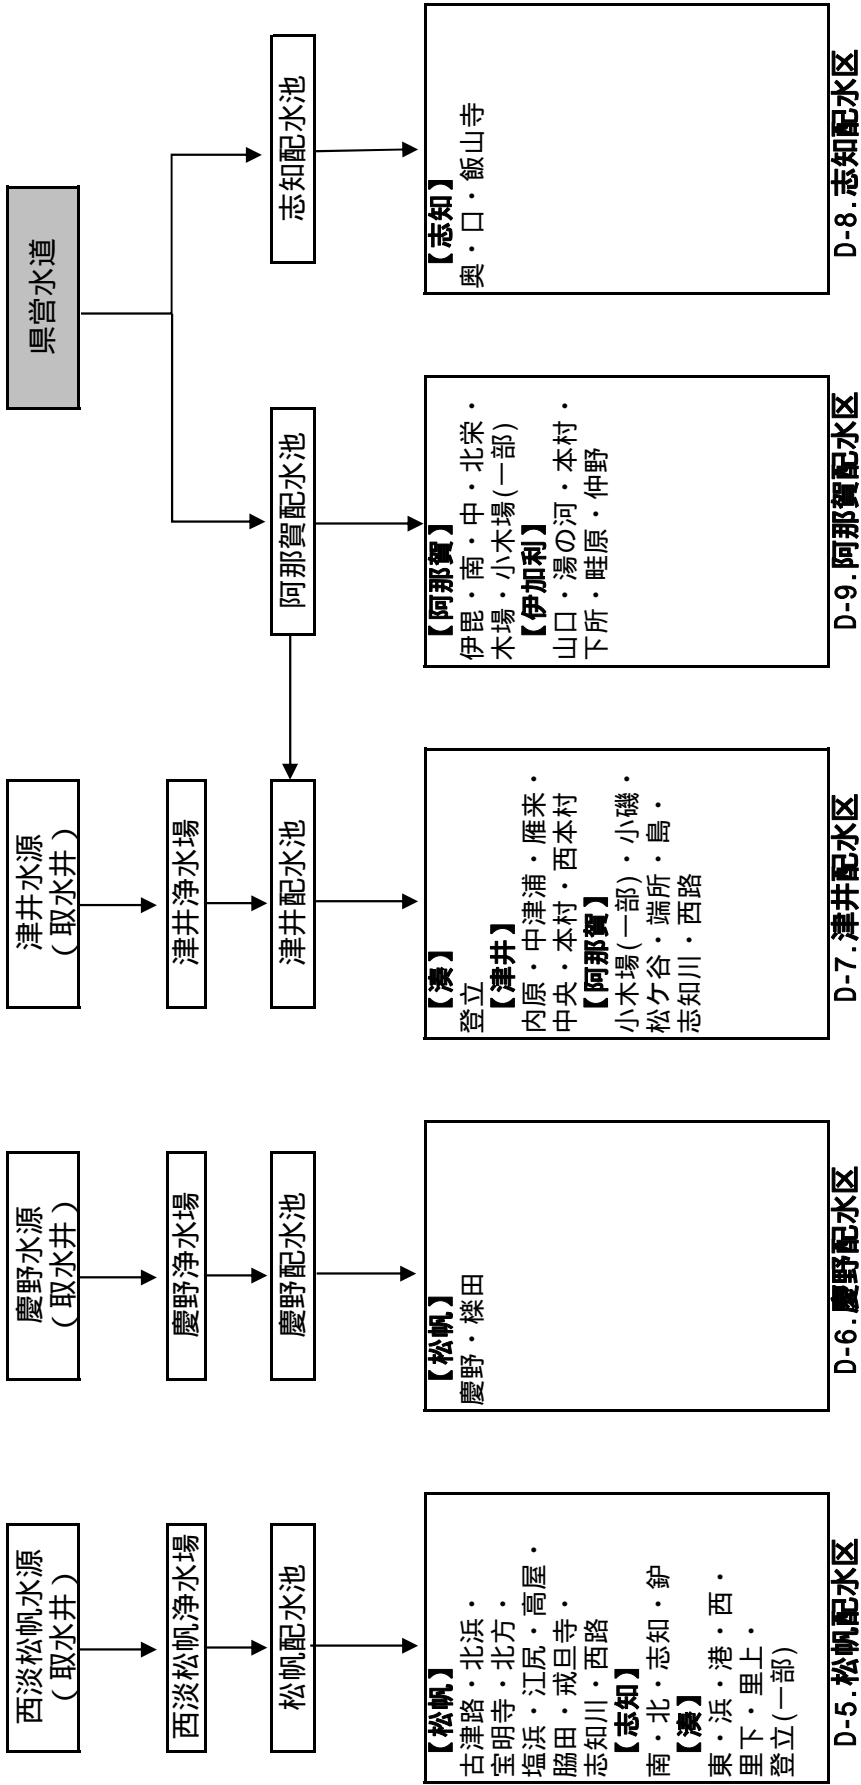 西淡松帆水源
(取水井)
西淡松帆浄水場
松帆配水池
【松帆】
古津路・北浜・
宝明寺・北方・
塩浜・江尻・高屋・
脇田・戒旦寺・
志知川・西路
【志知】
南・北・志知・鈩
【湊】
東・浜・港・西・
里下・里上・
登立(一部)
D-5.松帆配水区
慶野水源
(取水井)
慶野浄水場
慶野配水池
【松帆】
慶野・櫟田
D-6.慶野配水区
津井水源
(取水井)
津井浄水場
津井配水池
【湊】
登立
【津井】
内原・中津浦・雁来・
中央・本村・西本村
【阿那賀】
小木場(一部)・小磯・
松ケ谷・端所・島・
志知川・西路
D-7.津井配水区
県営水道
阿那賀配水池
【阿那賀】
伊毘・南・中・北栄・
木場・小木場(一部)
【伊加利】
山口・湯の河・本村・
下所・畦原・仲野
D-9.阿那賀配水区
志知配水池
【志知】
奥・口・飯山寺
D-8.志知配水区